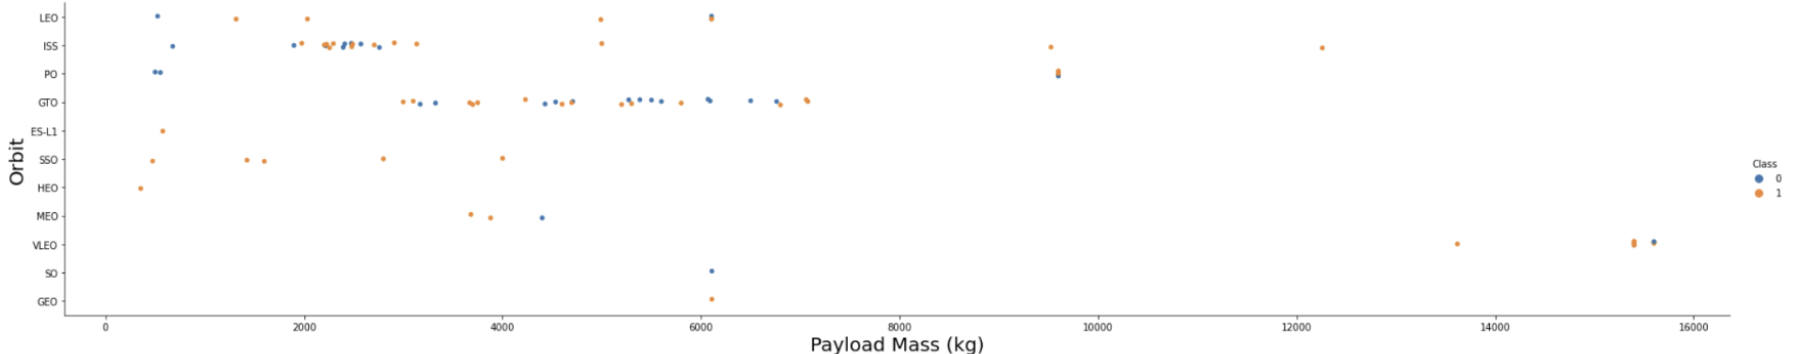 LEO
ISS
PO
GTO
ES-L1
SSO
HEO
MEO
VLEO
SO
GEO
Orbit
0 2000 4000 6000 8000 10000 12000 14000 16000
Payload Mass (kg)
Class
0
1